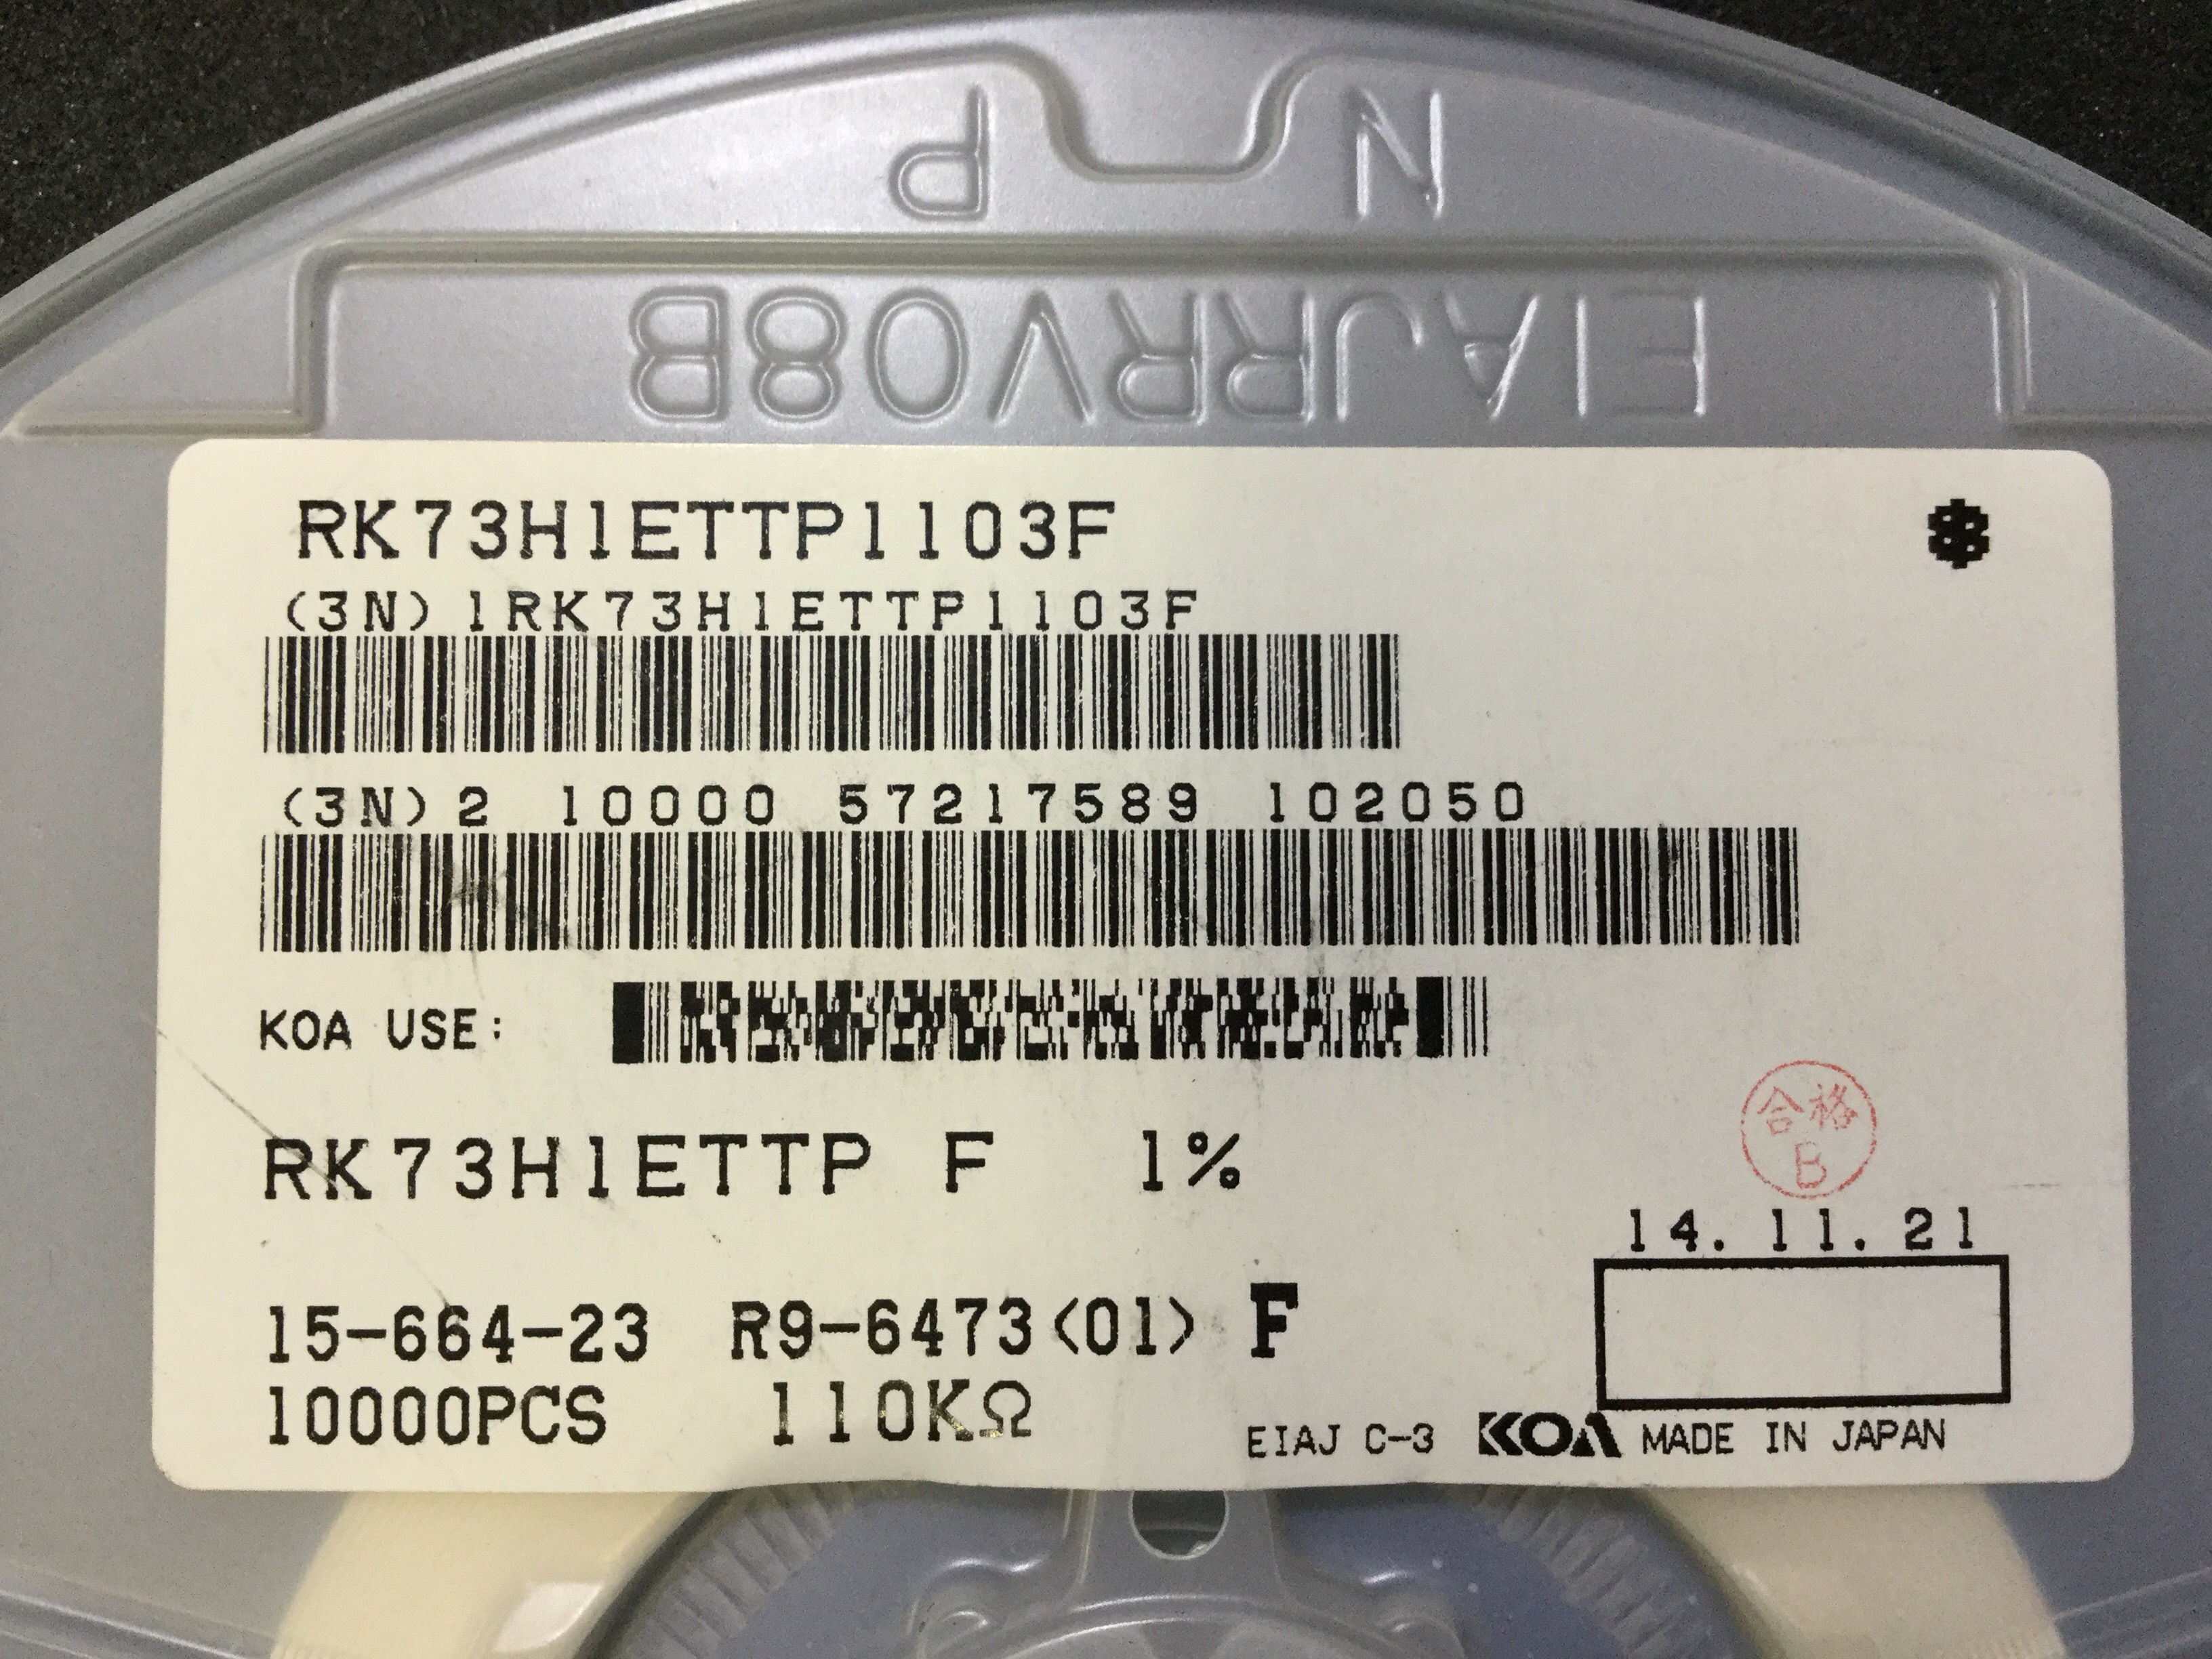 P N
EIAJRRV08B
RK73H1ETTP1103F *
(3N)1RK73H1ETTP1103F
(3N)2 10000 57217589 102050
KOA USE:
合格
B
RK73H1ETTP F 1%
14.11.21
15-664-23 R9-6473<01> F
10000PCS 110KΩ
EIAJ C-3 KOA MADE IN JAPAN